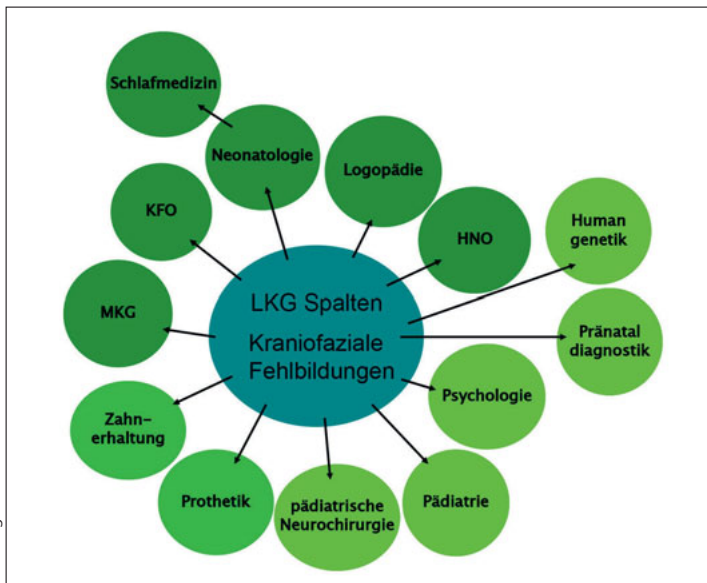 Schlafmedizin
Neonatologie
Logopädie
KFO
HNO
Human
genetik
MKG
LKG Spalten
Kraniofaziale
Fehlbildungen
Pränatal
diagnostik
Psychologie
Zahn-
erhaltung
Prothetik
pädiatrische
Neurochirurgie
Pädiatrie